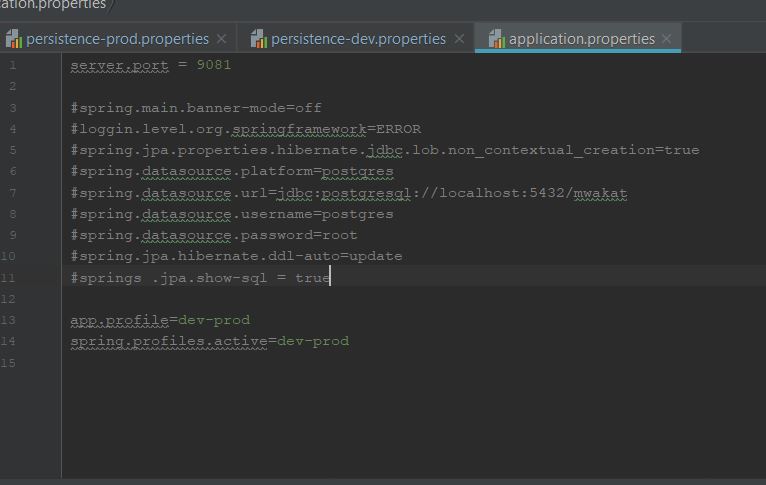 ation.properties
persistence-prod.properties persistence-dev.properties application.properties
1 server.port = 9081
2
3 #spring.main.banner-mode=off
4 #loggin.level.org.springframework=ERROR
5 #spring.jpa.properties.hibernate.jdbc.lob.non_contextual_creation=true
6 #spring.datasource.platform=postgres
7 #spring.datasource.url=jdbc:postgresql://localhost:5432/mwakat
8 #spring.datasource.username=postgres
9 #spring.datasource.password=root
10 #spring.jpa.hibernate.ddl-auto=update
11 #springs .jpa.show-sql = true
12
13 app.profile=dev-prod
14 spring.profiles.active=dev-prod
15